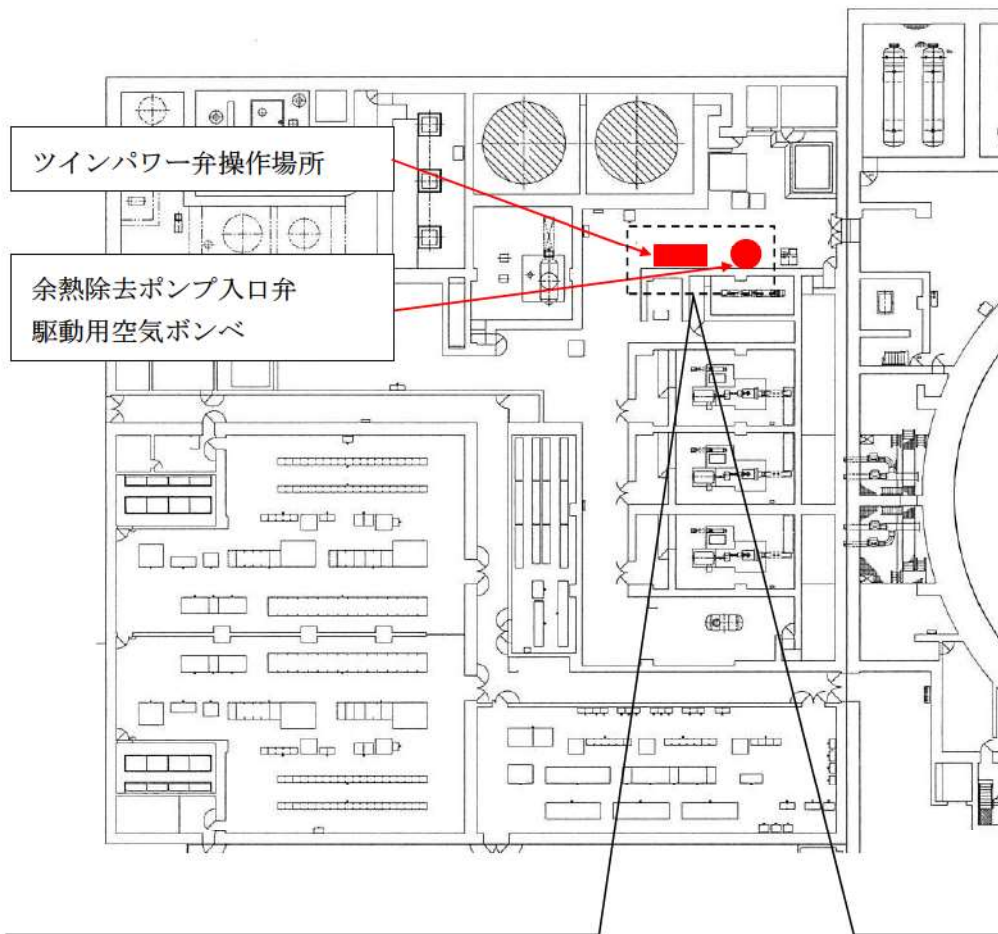 ツインパワー弁操作場所
余熱除去ポンプ入口弁
駆動用空気ボンベ